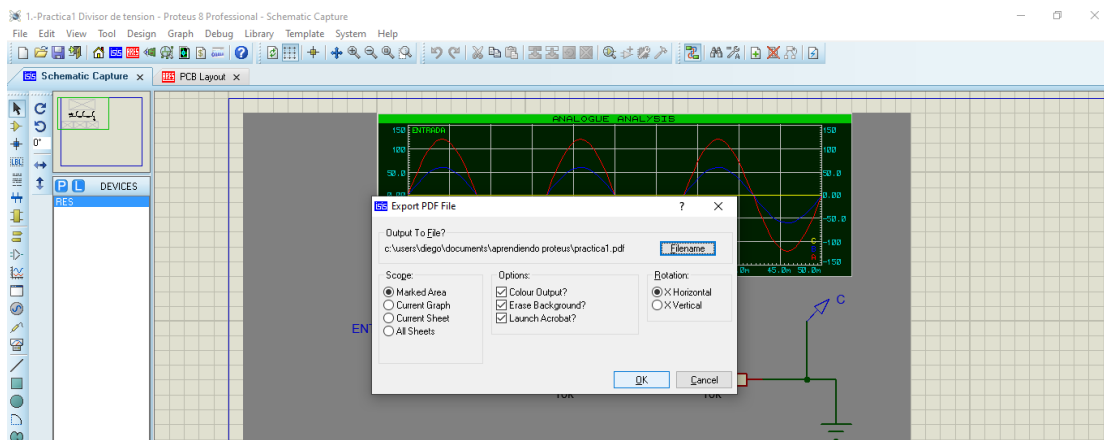 1.-Practica1 Divisor de tension - Proteus 8 Professional - Schematic Capture
File Edit View Tool Design Graph Debug Library Template System Help
Schematic Capture x PCB Layout x
0°
LBL
P L DEVICES
RES
ANALOGUE ANALYSIS
150 ENTRADA 150
100 100
50.0 50.0
0.00 0.00
-50.0
C -100
A -150
0m 45.0m 50.0m
Export PDF File ? X
Output To File?
c:\users\diego\documents\aprendiendo proteus\practica1.pdf Filename
Scope: Options: Rotation:
Marked Area Colour Output? X Horizontal
Current Graph Erase Background? X Vertical
Current Sheet Launch Acrobat?
All Sheets
OK Cancel
ENT
C
10K 10K